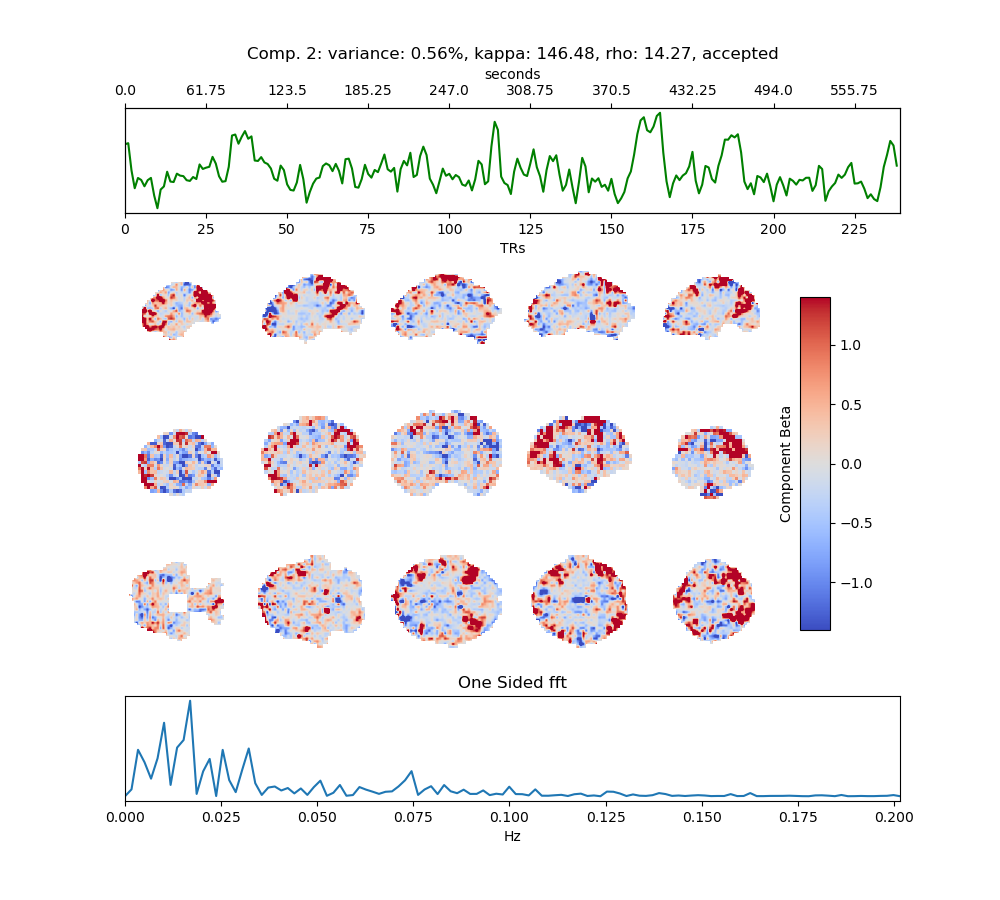 Comp. 2: variance: 0.56%, kappa: 146.48, rho: 14.27, accepted
seconds
0.0 61.75 123.5 185.25 247.0 308.75 370.5 432.25 494.0 555.75
0 25 50 75 100 125 150 175 200 225
TRs
1.0
0.5
0.0
−0.5
−1.0
Component Beta
One Sided fft
0.000 0.025 0.050 0.075 0.100 0.125 0.150 0.175 0.200
Hz